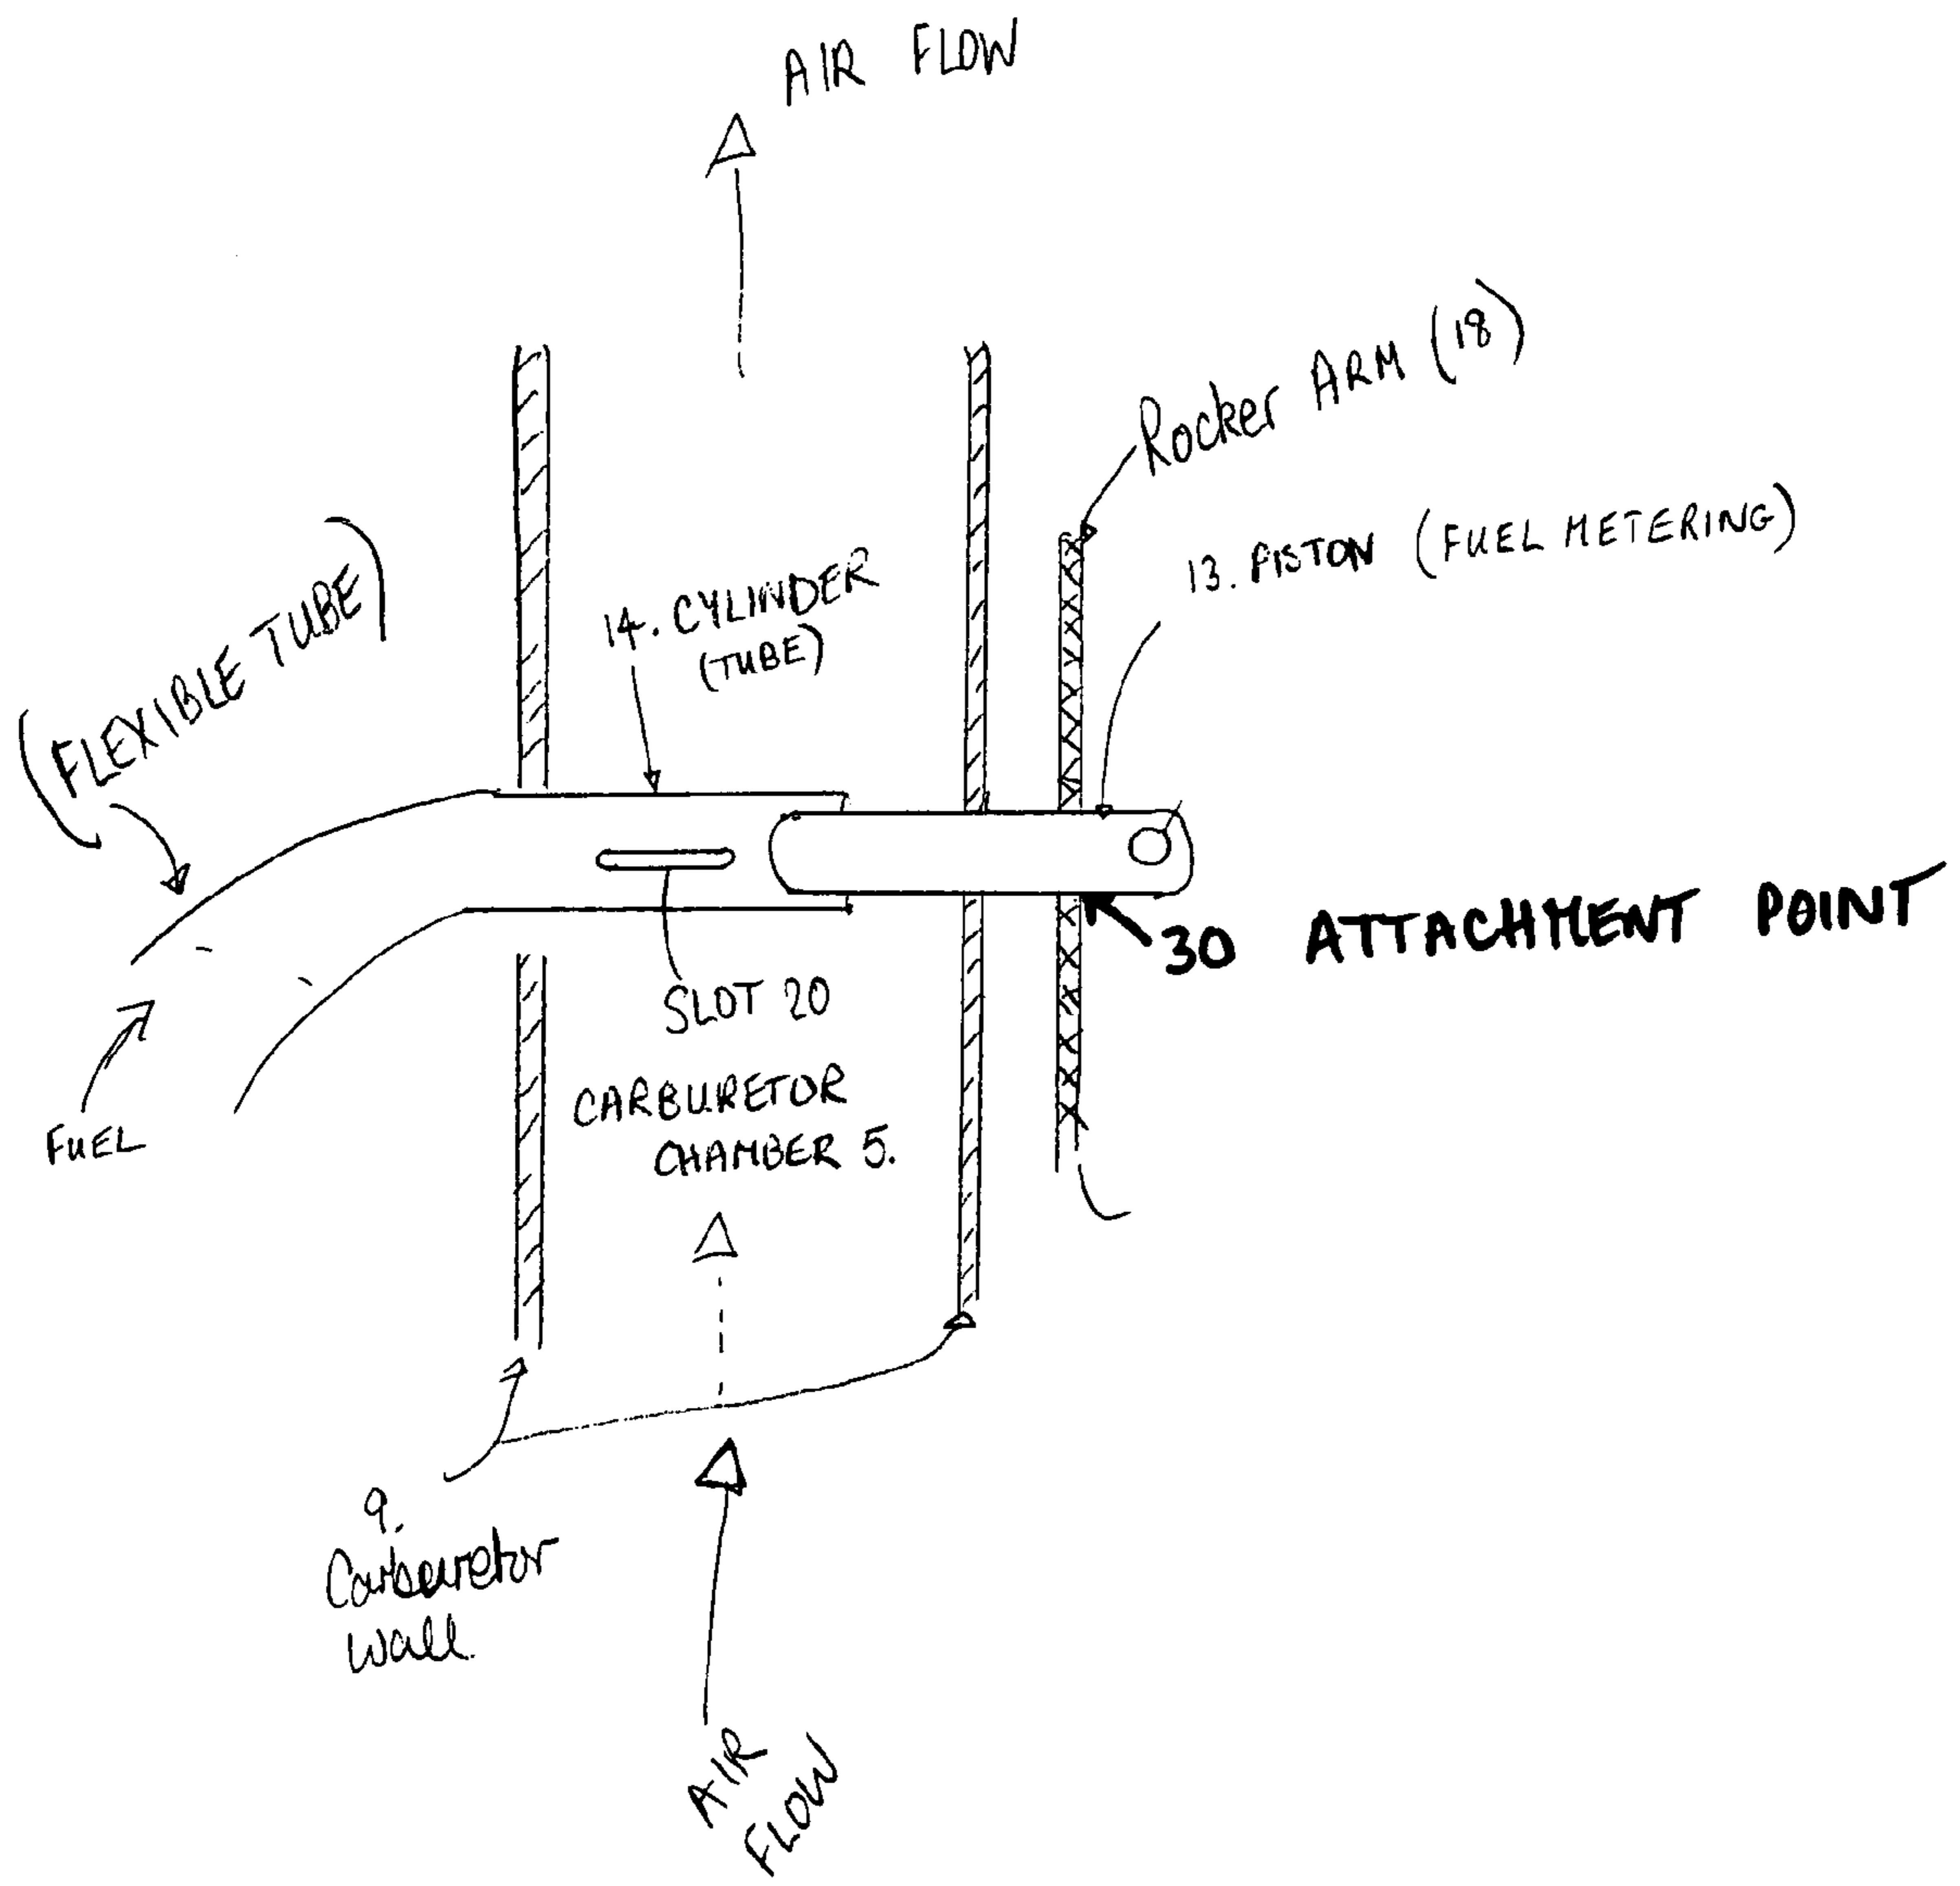 AIR FLOW
Rocker ARM (18)
13. PISTON (FUEL METERING)
14. CYLINDER
(TUBE)
(FLEXIBLE TUBE)
30 ATTACHMENT POINT
SLOT 20
CARBURETOR
CHAMBER 5.
FUEL
9.
Carburetor
Wall.
AIR
FLOW